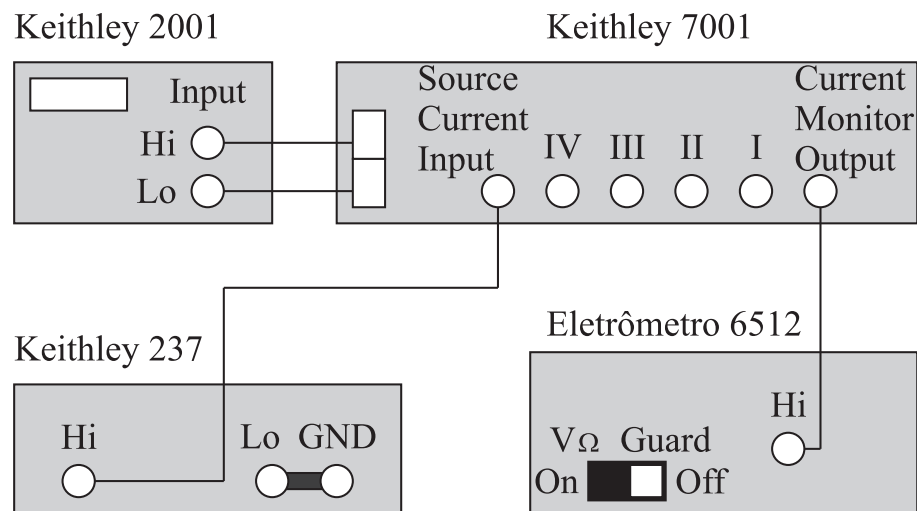 Keithley 2001
Keithley 7001
Input
Hi
Lo
Source
Current
Input
IV III II I
Current
Monitor
Output
Keithley 237
Hi
Lo GND
Eletrômetro 6512
Hi
VΩ Guard
On Off